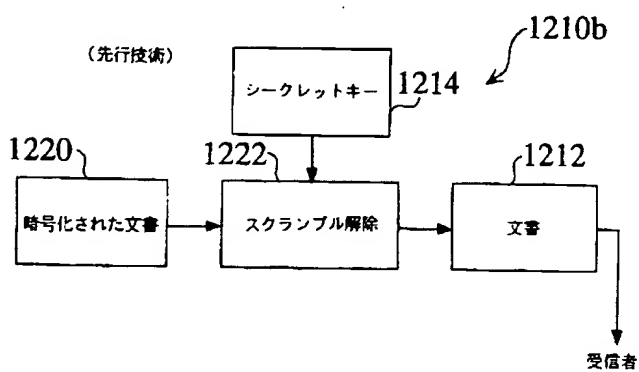 1210b
（先行技術）
シークレットキー
1214
1220
1222
1212
暗号化された文書
スクランブル解除
文書
受信者